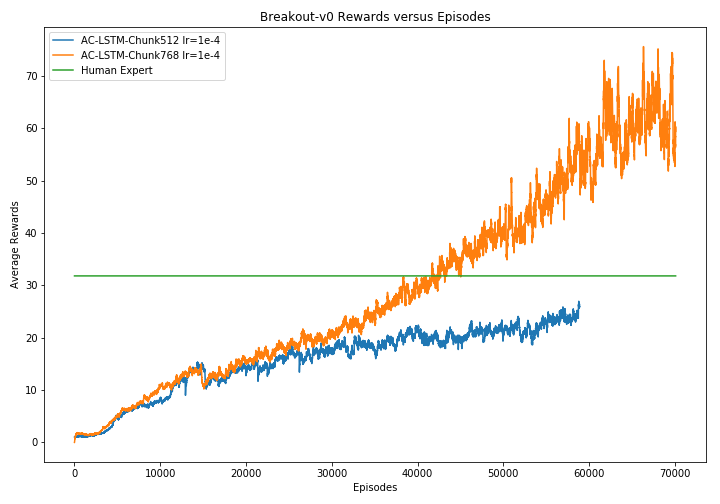 Breakout-v0 Rewards versus Episodes
AC-LSTM-Chunk512 lr=1e-4
AC-LSTM-Chunk768 lr=1e-4
Human Expert
Average Rewards
70
60
50
40
30
20
10
0
0 10000 20000 30000 40000 50000 60000 70000
Episodes